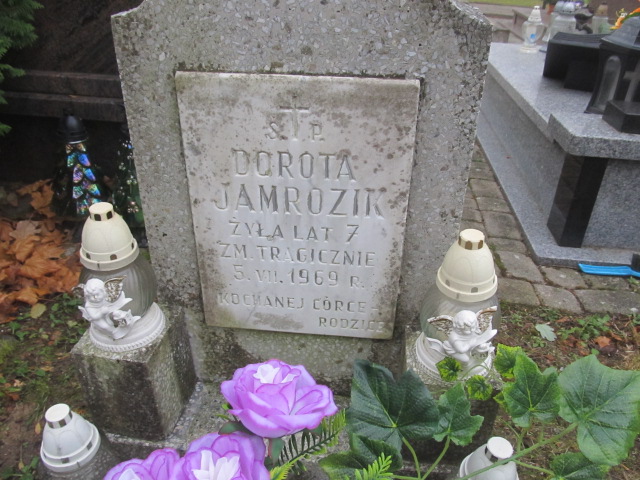 Ś † P.
DOROTA
JAMROZIK
ŻYŁA LAT 7
ZM. TRAGICZNIE
5. VII. 1969 R.
KOCHANEJ CÓRCE -
RODZICE